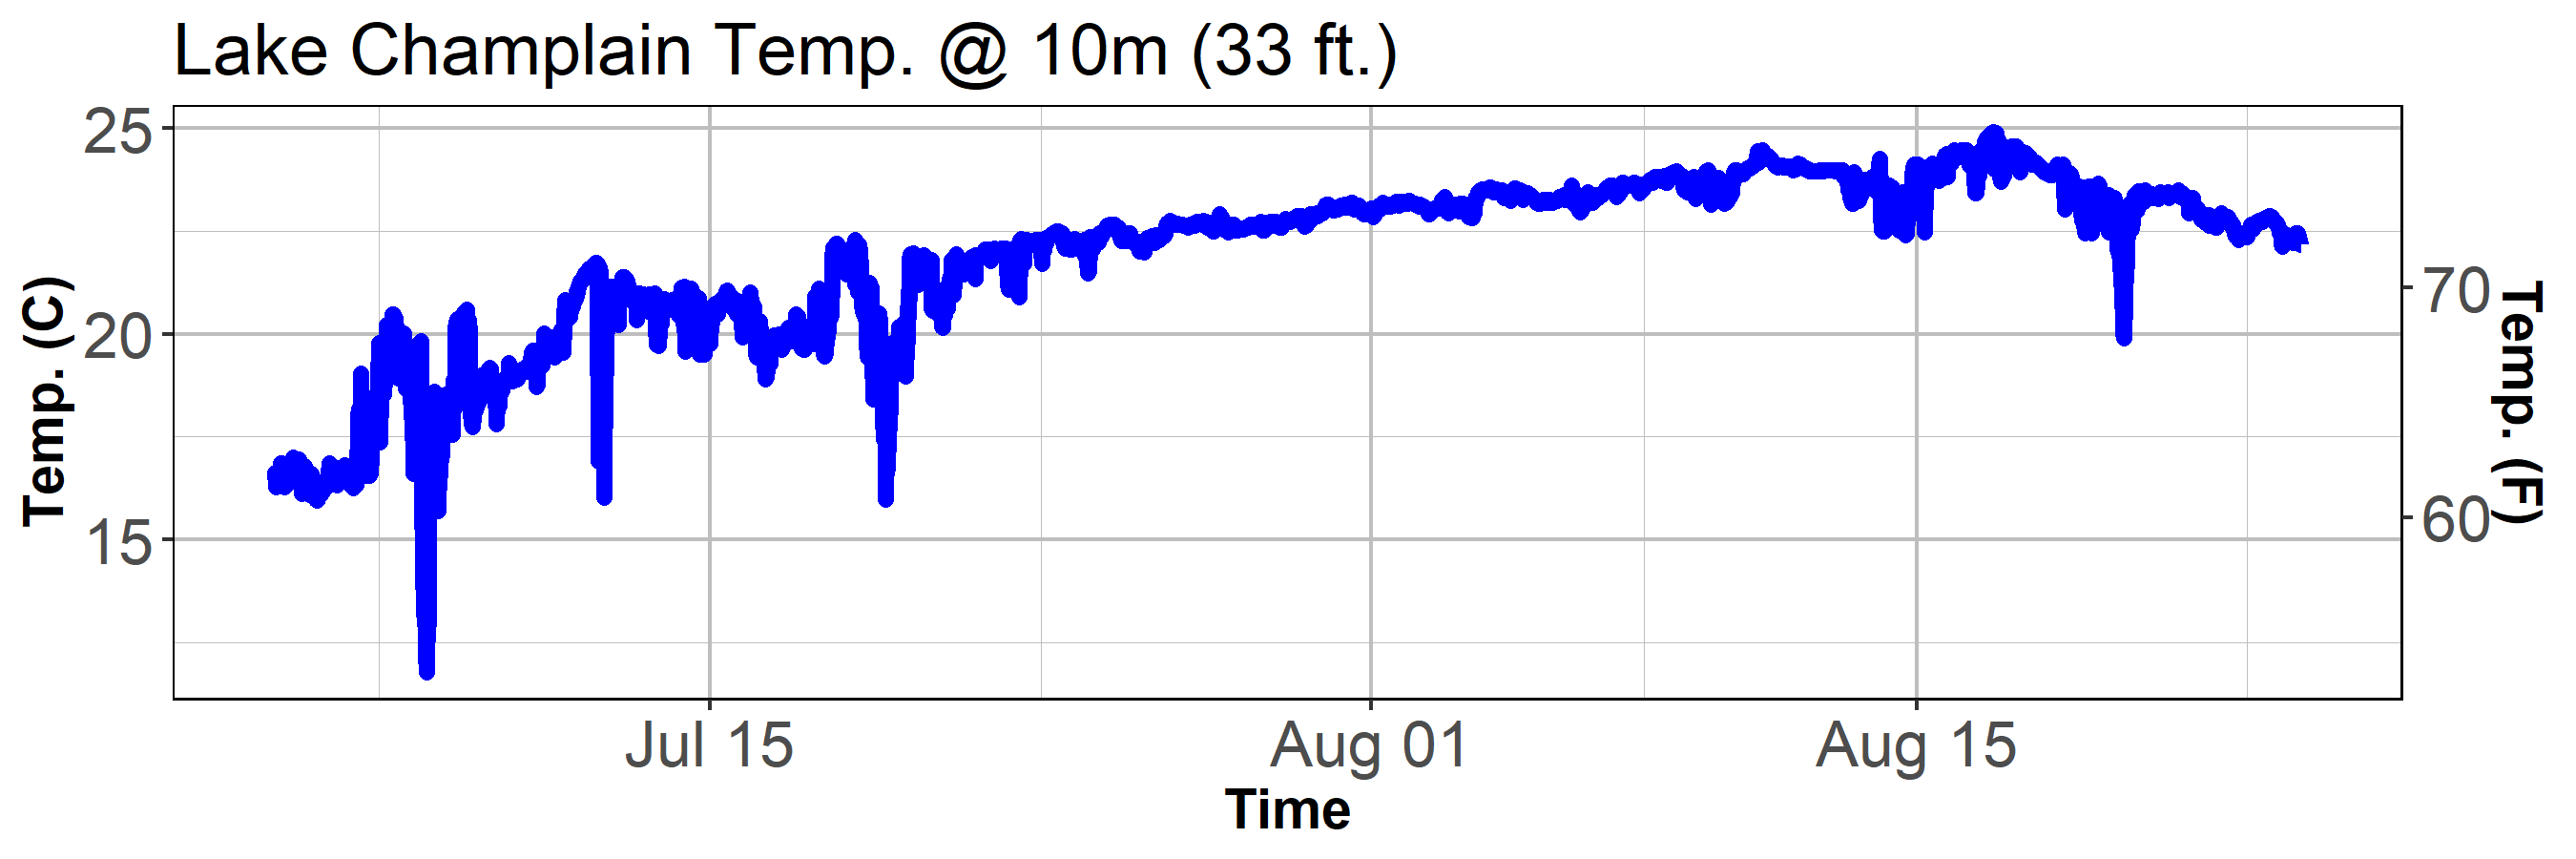 Lake Champlain Temp. @ 10m (33 ft.)
25
20
15
Temp. (C)
70
60
Temp. (F)
Jul 15
Aug 01
Aug 15
Time